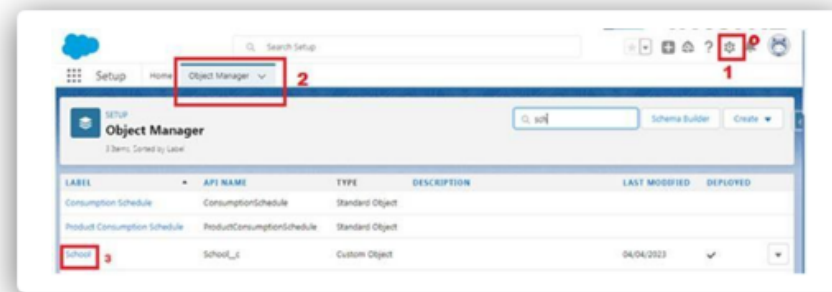 Search Setup
1
Setup Home Object Manager 2
SETUP
Object Manager
3 Items, Sorted by Label
sch
Schema Builder Create
LABEL API NAME TYPE DESCRIPTION LAST MODIFIED DEPLOYED
Consumption Schedule ConsumptionSchedule Standard Object
Product Consumption Schedule ProductConsumptionSchedule Standard Object
School 3 School__c Custom Object 04/04/2023